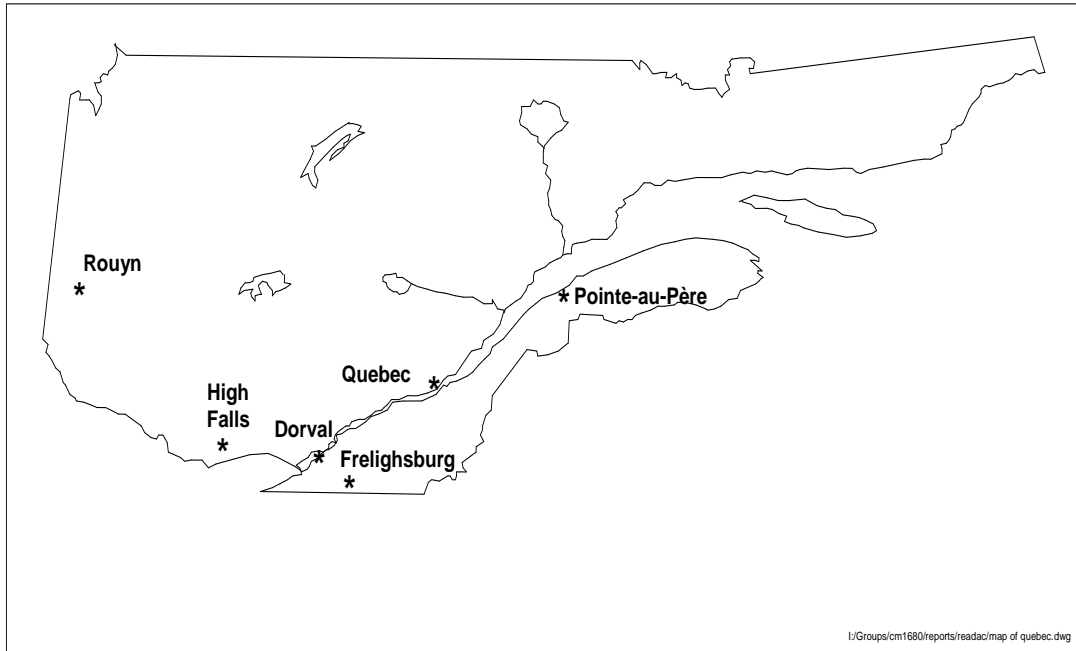 Rouyn
*
* Pointe-au-Père
Quebec
*
High
Falls
*
Dorval
*
Frelighsburg
*
I:/Groups/cm1680/reports/readac/map of quebec.dwg